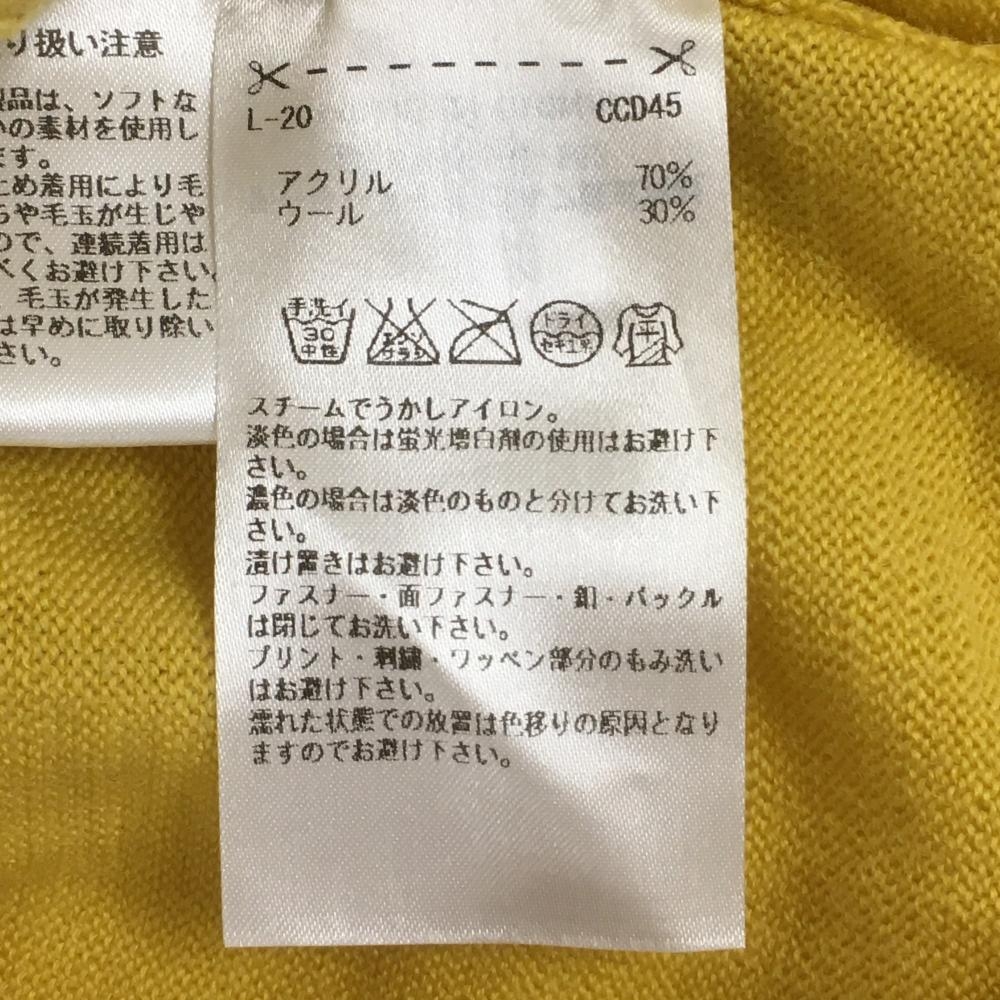 り扱い注意
製品は、ソフトな
いの素材を使用し
ます。
ため着用により毛
らや毛玉が生じや
ので、連続着用は
べくお避け下さい。
、毛玉が発生した
は早めに取り除い
さい。
L-20 CCD45
アクリル 70%
ウール 30%
手洗イ
30
中性
エンソ
サラシ
ドライ
セキユ系
平
スチームでうかしアイロン。
淡色の場合は蛍光増白剤の使用はお避け下
さい。
濃色の場合は淡色のものと分けてお洗い下
さい。
漬け置きはお避け下さい。
ファスナー・面ファスナー・釦・バックル
は閉じてお洗い下さい。
プリント・刺繍・ワッペン部分のもみ洗い
はお避け下さい。
濡れた状態での放置は色移りの原因となり
ますのでお避け下さい。